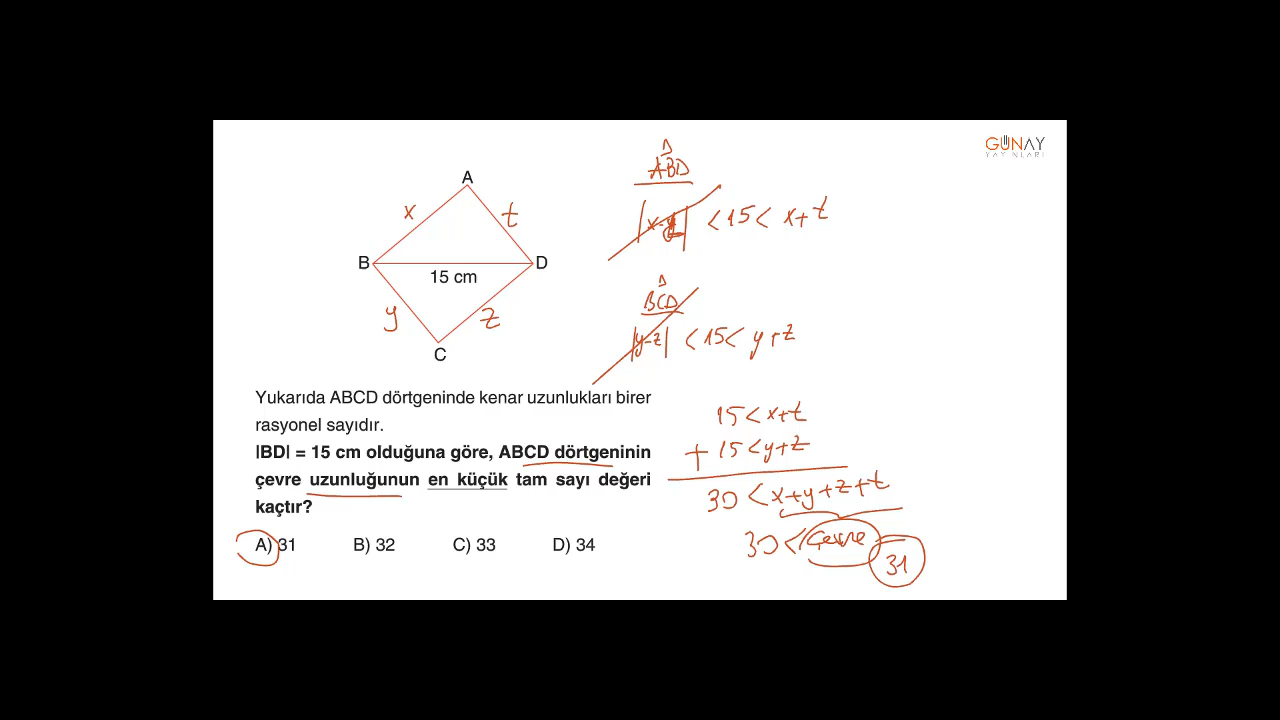 GÜNAY
YAYINLARI
A
x
t
B
D
15 cm
y
z
C
ABD
|x-t| < 15 < x+t
BCD
|y-z| < 15 < y+z
15 < x+t
+ 15 < y+z
30 < x+y+z+t
30 < Çevre
31
Yukarıda ABCD dörtgeninde kenar uzunlukları birer
rasyonel sayıdır.
|BD| = 15 cm olduğuna göre, ABCD dörtgeninin
çevre uzunluğunun en küçük tam sayı değeri
kaçtır?
A) 31 B) 32 C) 33 D) 34